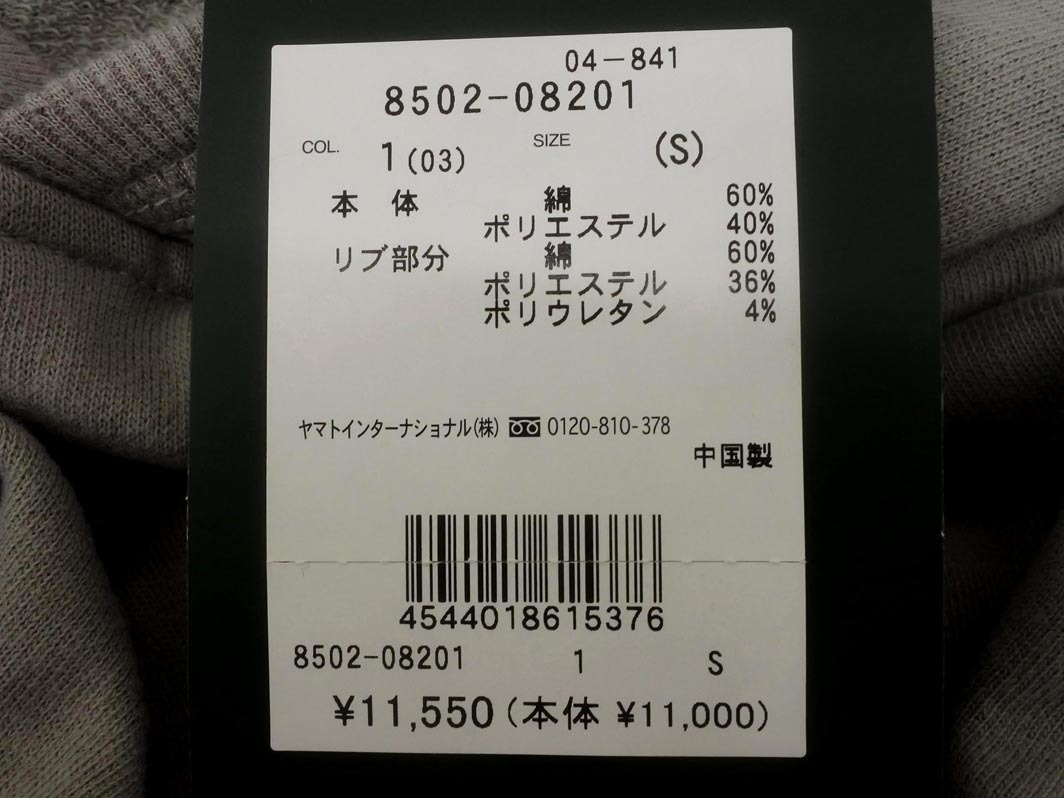 04-841
8502-08201
COL. 1(03) SIZE (S)
本 体 綿 60%
ポリエステル 40%
リブ部分 綿 60%
ポリエステル 36%
ポリウレタン 4%
ヤマトインターナショナル(株) 0120-810-378
中国製
4544018615376
8502-08201 1 S
¥11,550(本体 ¥11,000)